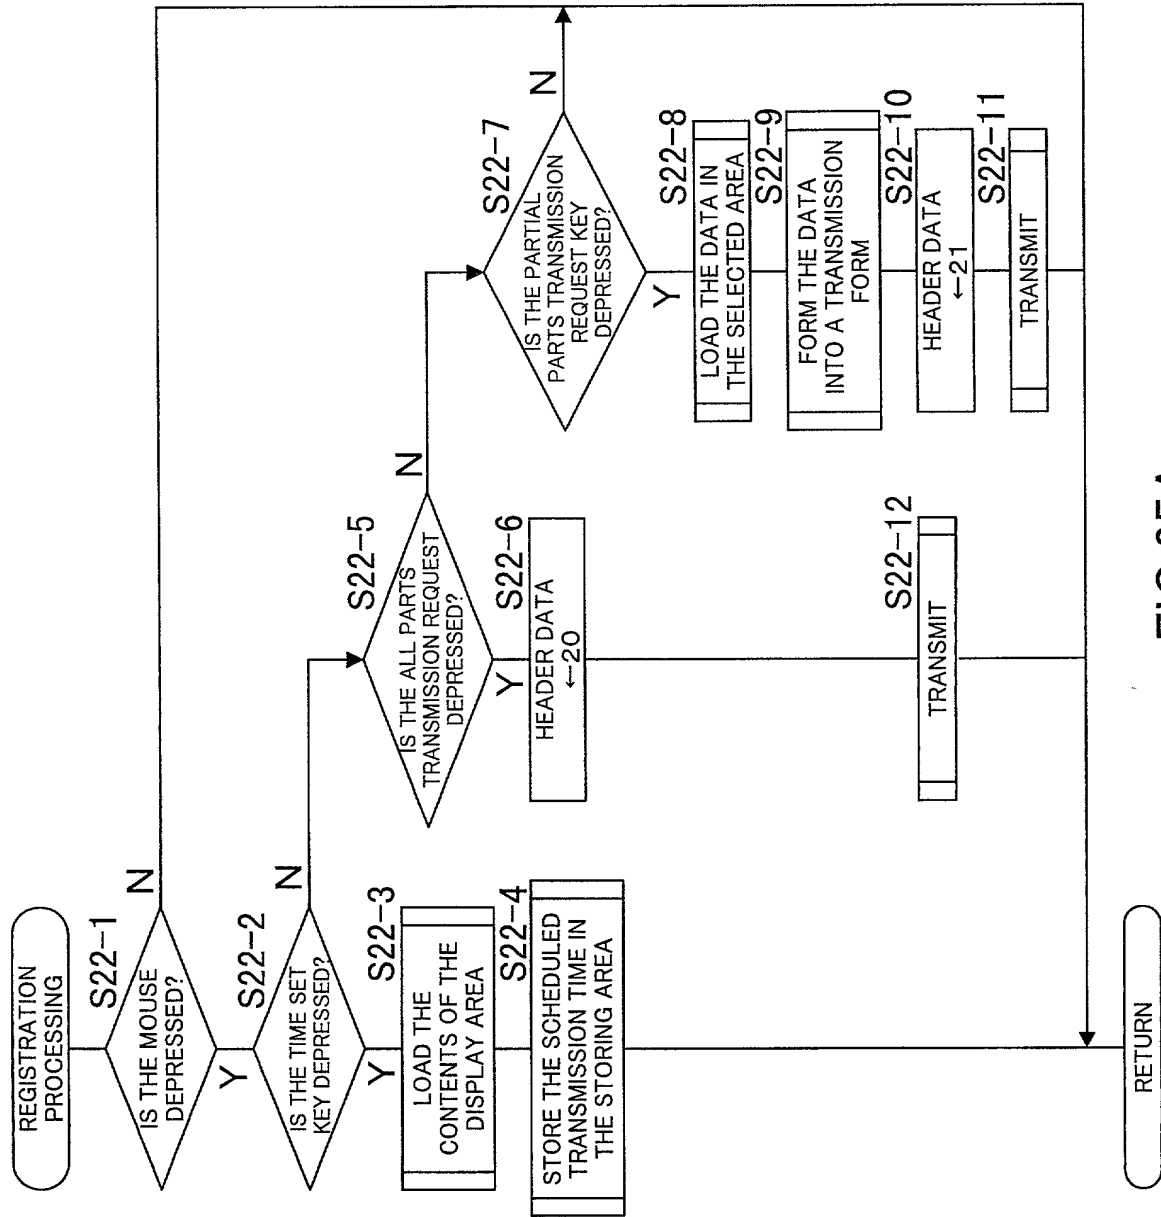 REGISTRATION
PROCESSING
S22-1
IS THE MOUSE
DEPRESSED?
N
Y
S22-2
IS THE TIME SET
KEY DEPRESSED?
N
Y
S22-3
LOAD THE
CONTENTS OF THE
DISPLAY AREA
S22-4
STORE THE SCHEDULED
TRANSMISSION TIME IN
THE STORING AREA
S22-5
IS THE ALL PARTS
TRANSMISSION REQUEST
DEPRESSED?
N
Y
S22-6
HEADER DATA
←20
S22-12
TRANSMIT
S22-7
IS THE PARTIAL
PARTS TRANSMISSION
REQUEST KEY
DEPRESSED?
N
Y
S22-8
LOAD THE DATA IN
THE SELECTED AREA
S22-9
FORM THE DATA
INTO A TRANSMISSION
FORM
S22-10
HEADER DATA
←21
S22-11
TRANSMIT
RETURN